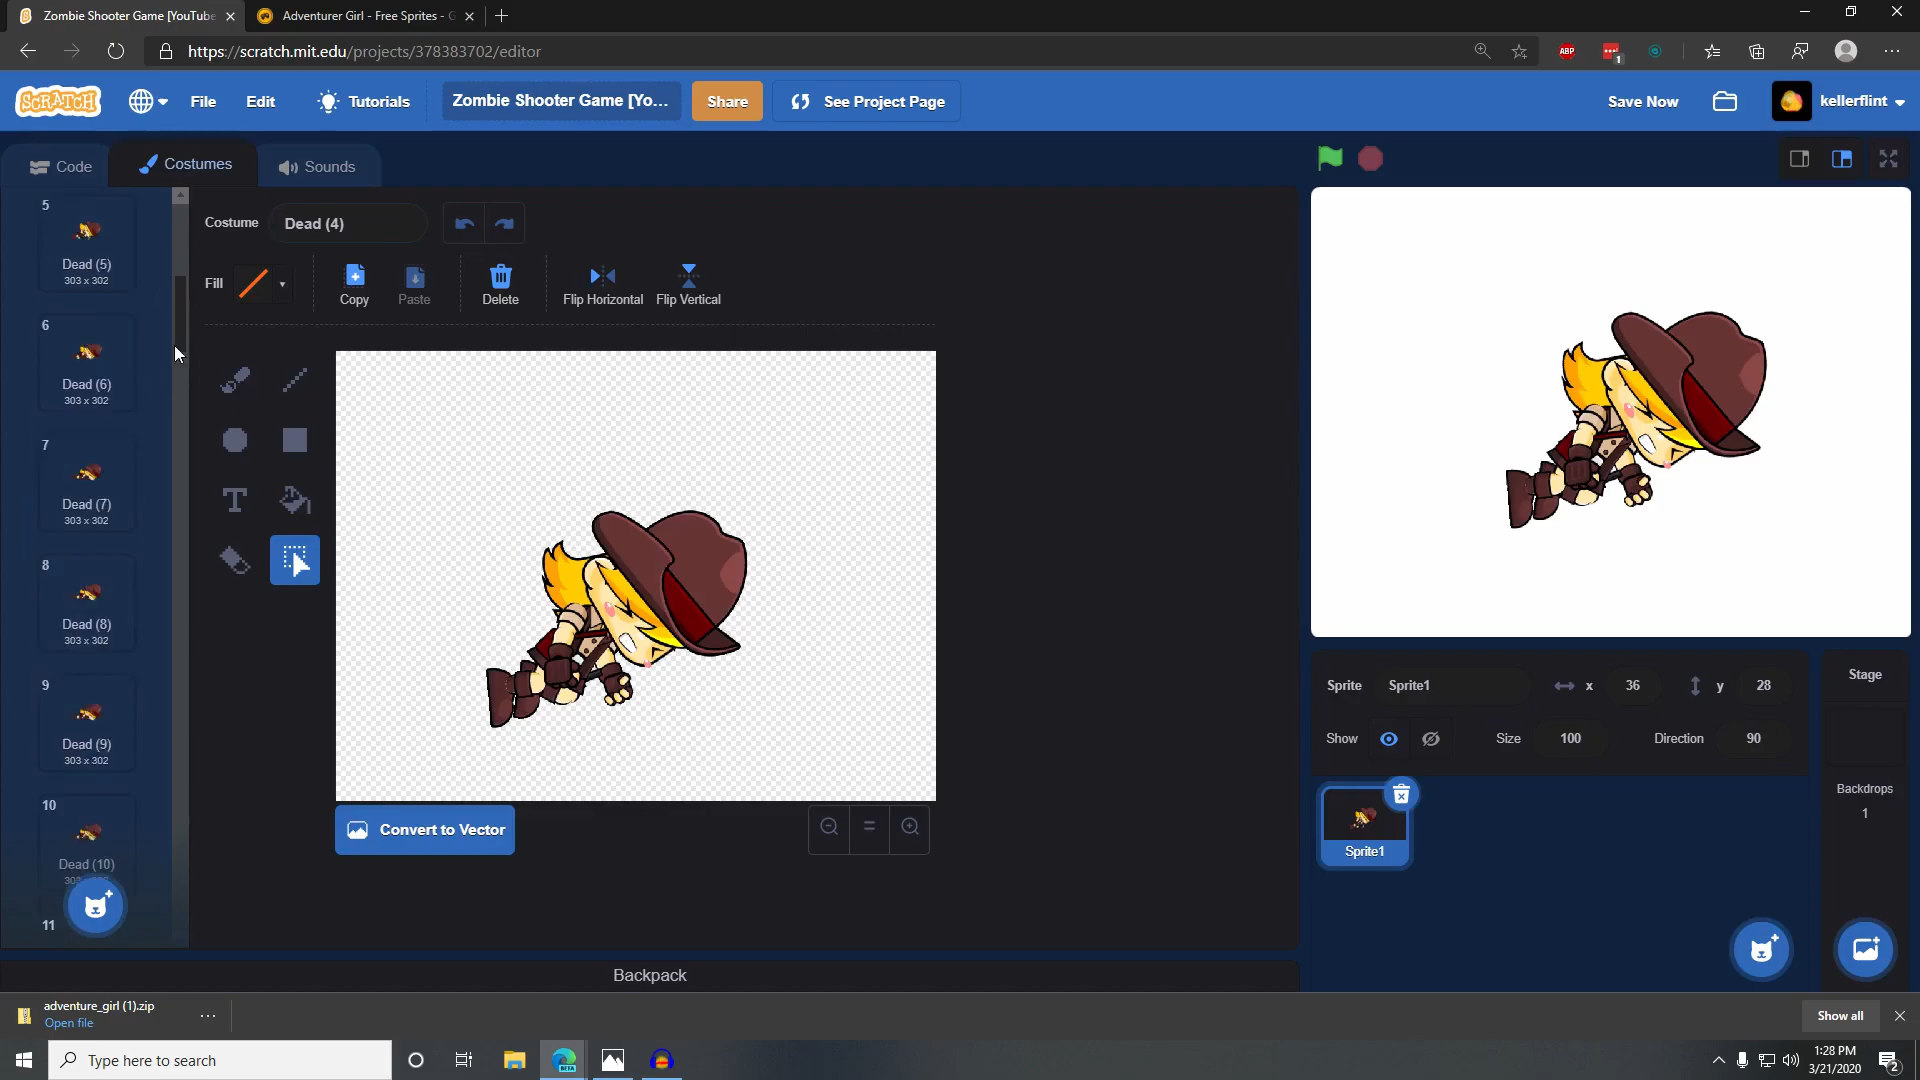 Zombie Shooter Game [YouTube
Adventurer Girl - Free Sprites - G
https://scratch.mit.edu/projects/378383702/editor
ABP
1
SCRATCH
File
Edit
Tutorials
Zombie Shooter Game [Yo...
Share
See Project Page
Save Now
kellerflint
Code
Costumes
Sounds
5
Dead (5)
303 x 302
6
Dead (6)
303 x 302
7
Dead (7)
303 x 302
8
Dead (8)
303 x 302
9
Dead (9)
303 x 302
10
Dead (10)
11
Costume
Dead (4)
Fill
Copy
Paste
Delete
Flip Horizontal
Flip Vertical
T
Convert to Vector
Sprite
Sprite1
x
36
y
28
Show
Size
100
Direction
90
Sprite1
Stage
Backdrops
1
Backpack
adventure_girl (1).zip
Open file
...
Show all
Type here to search
BETA
1:28 PM
3/21/2020
2